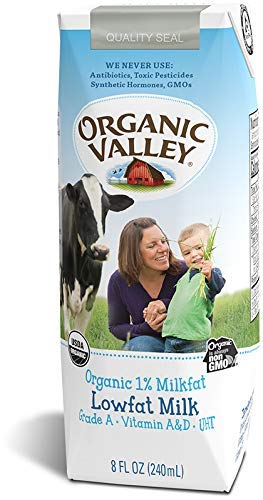 QUALITY SEAL
WE NEVER USE:
Antibiotics, Toxic Pesticides
Synthetic Hormones, GMOs
ORGANIC
VALLEY®
USDA
ORGANIC
Organic
non
GMO
Organic 1% Milkfat
Lowfat Milk
Grade A • Vitamin A&D • UHT
8 FL OZ (240mL)